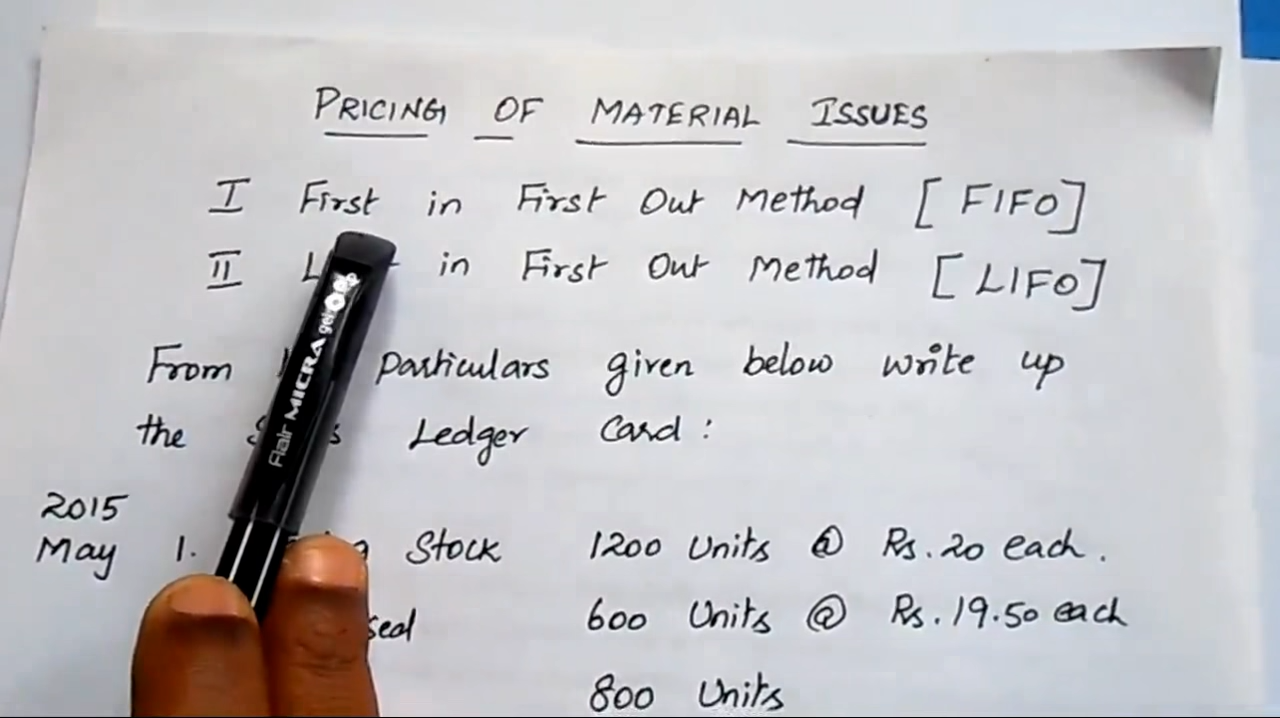 PRICING OF MATERIAL ISSUES
I First in First Out Method [FIFO]
II in First Out Method [LIFO]
From particulars given below write up
the Ledger Card:
2015
May 1. Stock 1200 Units @ Rs. 20 each.
600 Units @ Rs. 19.50 each
800 Units
Flair MICRA gel